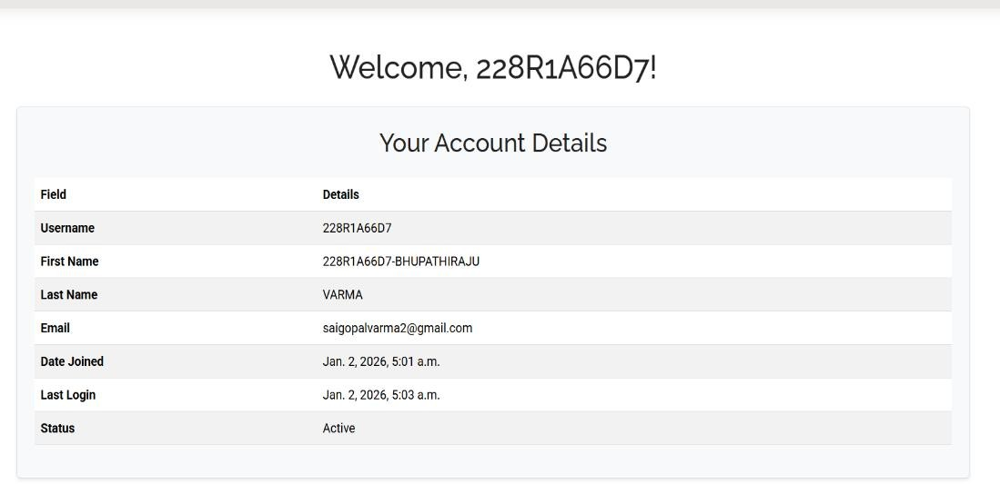 Welcome, 228R1A66D7!
Your Account Details
Field Details
Username 228R1A66D7
First Name 228R1A66D7-BHUPATHIRAJU
Last Name VARMA
Email saigopalvarma2@gmail.com
Date Joined Jan. 2, 2026, 5:01 a.m.
Last Login Jan. 2, 2026, 5:03 a.m.
Status Active